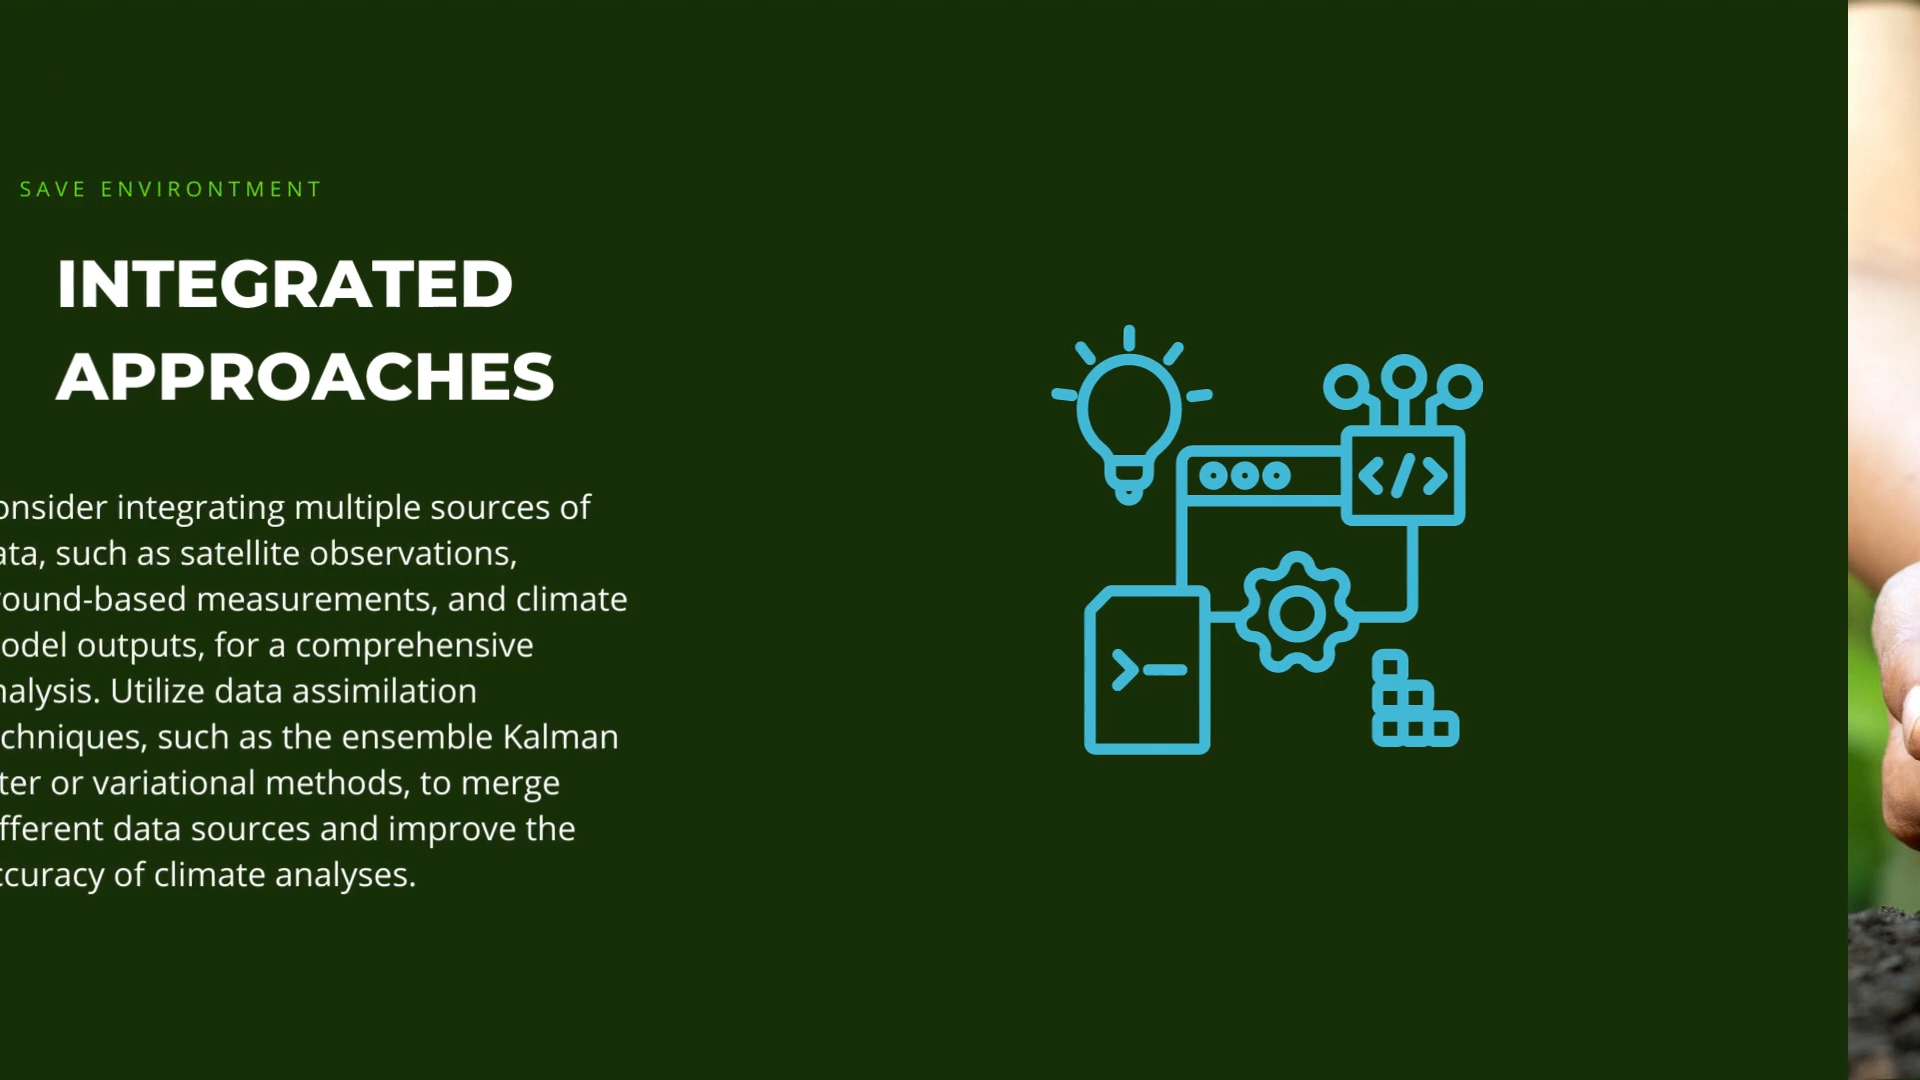 SAVE ENVIRONTMENT
INTEGRATED
APPROACHES
onsider integrating multiple sources of
ata, such as satellite observations,
round-based measurements, and climate
odel outputs, for a comprehensive
nalysis. Utilize data assimilation
chniques, such as the ensemble Kalman
ter or variational methods, to merge
fferent data sources and improve the
ccuracy of climate analyses.